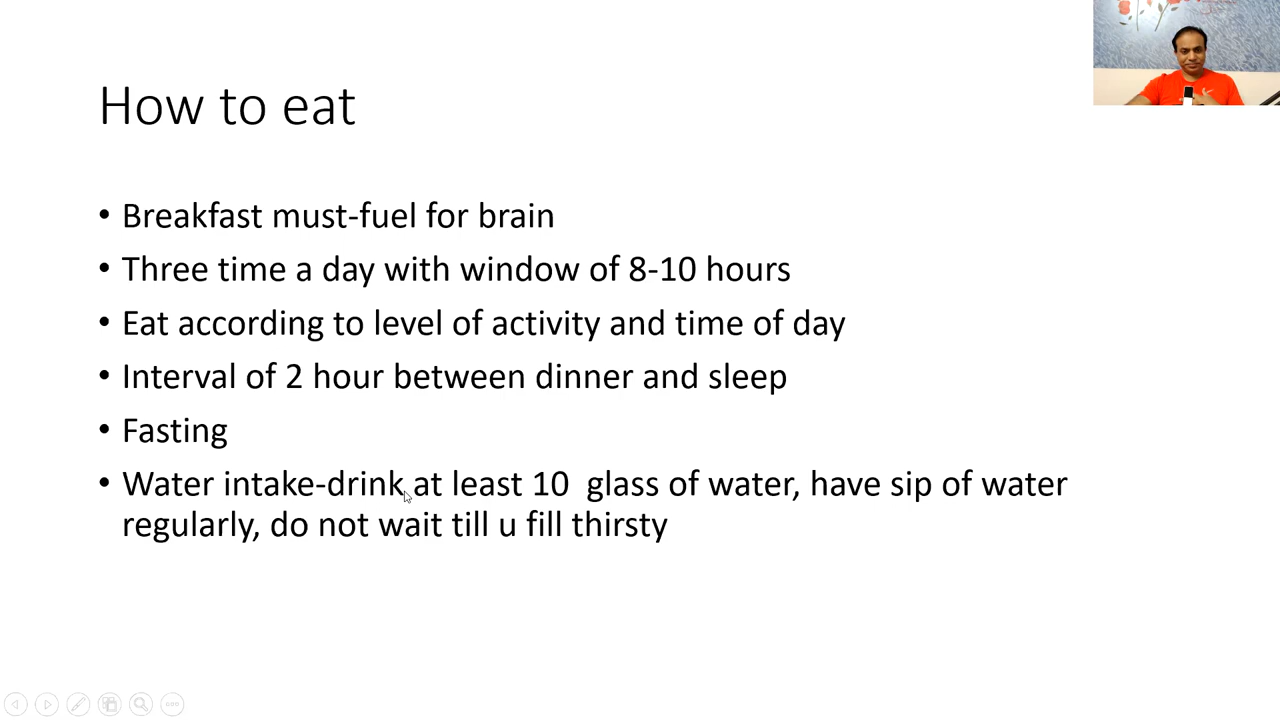 How to eat
• Breakfast must-fuel for brain
• Three time a day with window of 8-10 hours
• Eat according to level of activity and time of day
• Interval of 2 hour between dinner and sleep
• Fasting
• Water intake-drink at least 10  glass of water, have sip of water
regularly, do not wait till u fill thirsty